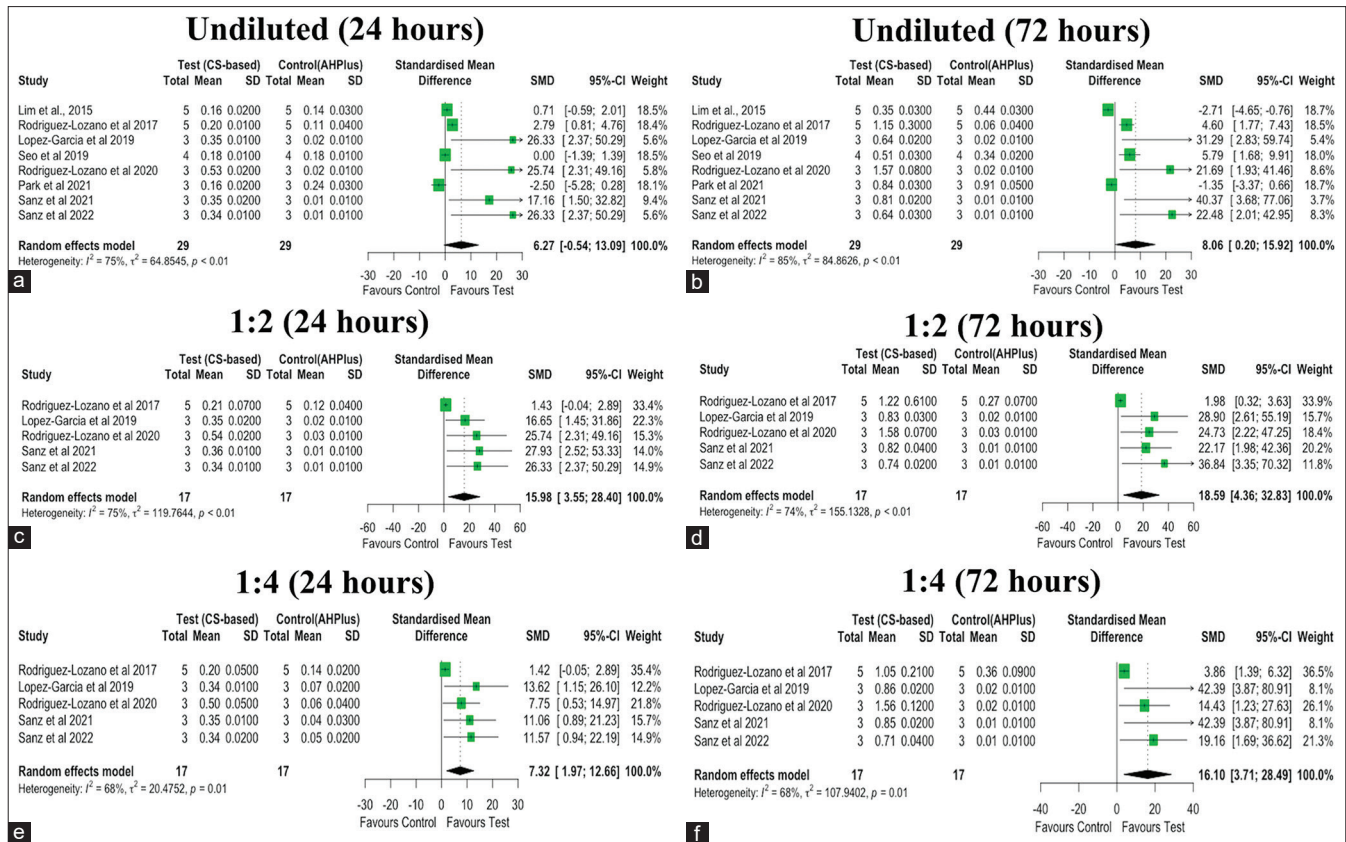 Undiluted (24 hours)
Test (CS-based) Control(AHPlus) Standardised Mean
Study Total Mean SD Total Mean SD Difference SMD 95%-CI Weight
Lim et al., 2015 5 0.16 0.0200 5 0.14 0.0300 0.71 [-0.59; 2.01] 18.5%
Rodriguez-Lozano et al 2017 5 0.20 0.0100 5 0.11 0.0400 2.79 [ 0.81; 4.76] 18.4%
Lopez-Garcia et al 2019 3 0.35 0.0100 3 0.02 0.0100 26.33 [ 2.37; 50.29] 5.6%
Seo et al 2019 4 0.18 0.0100 4 0.18 0.0100 0.00 [-1.39; 1.39] 18.5%
Rodriguez-Lozano et al 2020 3 0.53 0.0200 3 0.02 0.0100 25.74 [ 2.31; 49.16] 5.8%
Park et al 2021 3 0.16 0.0200 3 0.24 0.0300 -2.50 [-5.28; 0.28] 18.1%
Sanz et al 2021 3 0.35 0.0200 3 0.01 0.0100 17.16 [ 1.50; 32.82] 9.4%
Sanz et al 2022 3 0.34 0.0100 3 0.01 0.0100 26.33 [ 2.37; 50.29] 5.6%
Random effects model 29 29 6.27 [-0.54; 13.09] 100.0%
Heterogeneity: I² = 75%, τ² = 64.8545, p < 0.01
-30 -20 -10 0 10 20 30
Favours Control Favours Test
a
Undiluted (72 hours)
Test (CS-based) Control(AHPlus) Standardised Mean
Study Total Mean SD Total Mean SD Difference SMD 95%-CI Weight
Lim et al., 2015 5 0.35 0.0300 5 0.44 0.0300 -2.71 [-4.65; -0.76] 18.7%
Rodriguez-Lozano et al 2017 5 1.15 0.3000 5 0.06 0.0400 4.60 [ 1.77; 7.43] 18.5%
Lopez-Garcia et al 2019 3 0.64 0.0200 3 0.02 0.0100 31.29 [ 2.83; 59.74] 5.4%
Seo et al 2019 4 0.51 0.0300 4 0.34 0.0200 5.79 [ 1.68; 9.91] 18.0%
Rodriguez-Lozano et al 2020 3 1.57 0.0800 3 0.02 0.0100 21.69 [ 1.93; 41.46] 8.6%
Park et al 2021 3 0.84 0.0300 3 0.91 0.0500 -1.35 [-3.37; 0.66] 18.7%
Sanz et al 2021 3 0.81 0.0200 3 0.01 0.0100 40.37 [ 3.68; 77.06] 3.7%
Sanz et al 2022 3 0.64 0.0300 3 0.01 0.0100 22.48 [ 2.01; 42.95] 8.3%
Random effects model 29 29 8.06 [ 0.20; 15.92] 100.0%
Heterogeneity: I² = 85%, τ² = 84.8626, p < 0.01
-30 -20 -10 0 10 20 30
Favours Control Favours Test
b
1:2 (24 hours)
Test (CS-based) Control(AHPlus) Standardised Mean
Study Total Mean SD Total Mean SD Difference SMD 95%-CI Weight
Rodriguez-Lozano et al 2017 5 0.21 0.0700 5 0.12 0.0400 1.43 [-0.04; 2.89] 33.4%
Lopez-Garcia et al 2019 3 0.35 0.0200 3 0.02 0.0100 16.65 [ 1.45; 31.86] 22.3%
Rodriguez-Lozano et al 2020 3 0.54 0.0200 3 0.03 0.0100 25.74 [ 2.31; 49.16] 15.3%
Sanz et al 2021 3 0.36 0.0100 3 0.01 0.0100 27.93 [ 2.52; 53.33] 14.0%
Sanz et al 2022 3 0.34 0.0100 3 0.01 0.0100 26.33 [ 2.37; 50.29] 14.9%
Random effects model 17 17 15.98 [ 3.55; 28.40] 100.0%
Heterogeneity: I² = 75%, τ² = 119.7644, p < 0.01
-60 -40 -20 0 20 40 60
Favours Control Favours Test
c
1:2 (72 hours)
Test (CS-based) Control(AHPlus) Standardised Mean
Study Total Mean SD Total Mean SD Difference SMD 95%-CI Weight
Rodriguez-Lozano et al 2017 5 1.22 0.6100 5 0.27 0.0700 1.98 [ 0.32; 3.63] 33.9%
Lopez-Garcia et al 2019 3 0.83 0.0300 3 0.02 0.0100 28.90 [ 2.61; 55.19] 15.7%
Rodriguez-Lozano et al 2020 3 1.58 0.0700 3 0.03 0.0100 24.73 [ 2.22; 47.25] 18.4%
Sanz et al 2021 3 0.82 0.0400 3 0.01 0.0100 22.17 [ 1.98; 42.36] 20.2%
Sanz et al 2022 3 0.74 0.0200 3 0.01 0.0100 36.84 [ 3.35; 70.32] 11.8%
Random effects model 17 17 18.59 [ 4.36; 32.83] 100.0%
Heterogeneity: I² = 74%, τ² = 155.1328, p < 0.01
-60 -40 -20 0 20 40 60
Favours Control Favours Test
d
1:4 (24 hours)
Test (CS-based) Control(AHPlus) Standardised Mean
Study Total Mean SD Total Mean SD Difference SMD 95%-CI Weight
Rodriguez-Lozano et al 2017 5 0.20 0.0500 5 0.14 0.0200 1.42 [-0.05; 2.89] 35.4%
Lopez-Garcia et al 2019 3 0.34 0.0100 3 0.07 0.0200 13.62 [ 1.15; 26.10] 12.2%
Rodriguez-Lozano et al 2020 3 0.50 0.0500 3 0.06 0.0400 7.75 [ 0.53; 14.97] 21.8%
Sanz et al 2021 3 0.35 0.0100 3 0.04 0.0300 11.06 [ 0.89; 21.23] 15.7%
Sanz et al 2022 3 0.34 0.0200 3 0.05 0.0200 11.57 [ 0.94; 22.19] 14.9%
Random effects model 17 17 7.32 [ 1.97; 12.66] 100.0%
Heterogeneity: I² = 68%, τ² = 20.4752, p = 0.01
-30 -20 -10 0 10 20 30
Favours Control Favours Test
e
1:4 (72 hours)
Test (CS-based) Control(AHPlus) Standardised Mean
Study Total Mean SD Total Mean SD Difference SMD 95%-CI Weight
Rodriguez-Lozano et al 2017 5 1.05 0.2100 5 0.36 0.0900 3.86 [ 1.39; 6.32] 36.5%
Lopez-Garcia et al 2019 3 0.86 0.0200 3 0.02 0.0100 42.39 [ 3.87; 80.91] 8.1%
Rodriguez-Lozano et al 2020 3 1.56 0.1200 3 0.02 0.0100 14.43 [ 1.23; 27.63] 26.1%
Sanz et al 2021 3 0.85 0.0200 3 0.01 0.0100 42.39 [ 3.87; 80.91] 8.1%
Sanz et al 2022 3 0.71 0.0400 3 0.01 0.0100 19.16 [ 1.69; 36.62] 21.3%
Random effects model 17 17 16.10 [ 3.71; 28.49] 100.0%
Heterogeneity: I² = 68%, τ² = 107.9402, p = 0.01
-40 -20 0 20 40
Favours Control Favours Test
f